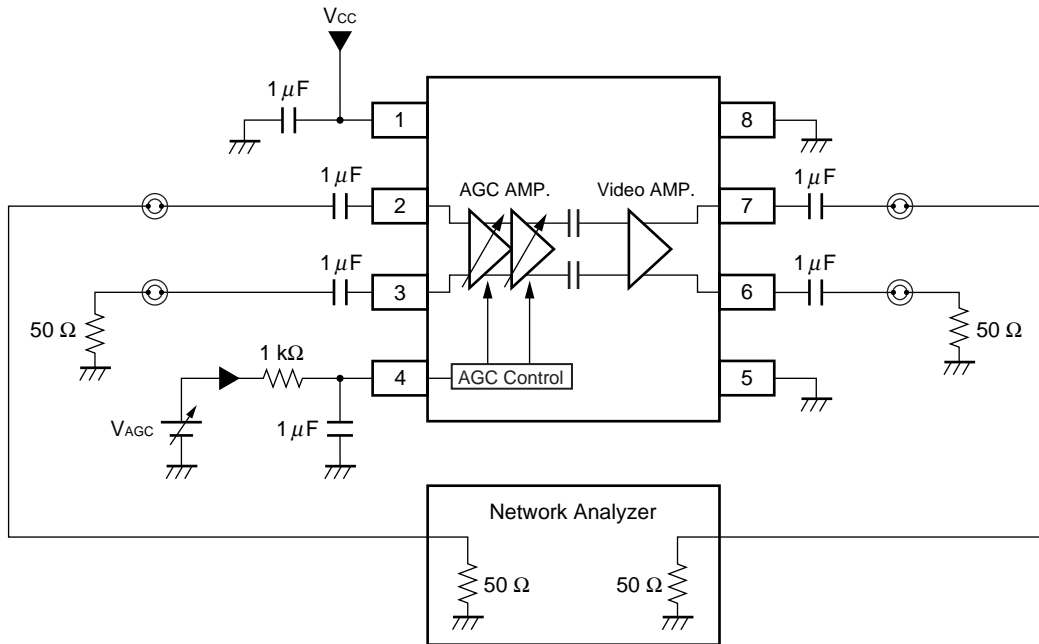 VCC
1 μF
1
8
1 μF
2
AGC AMP.
Video AMP.
7
1 μF
1 μF
3
6
1 μF
50 Ω
50 Ω
1 kΩ
4
AGC Control
5
VAGC
1 μF
Network Analyzer
50 Ω
50 Ω